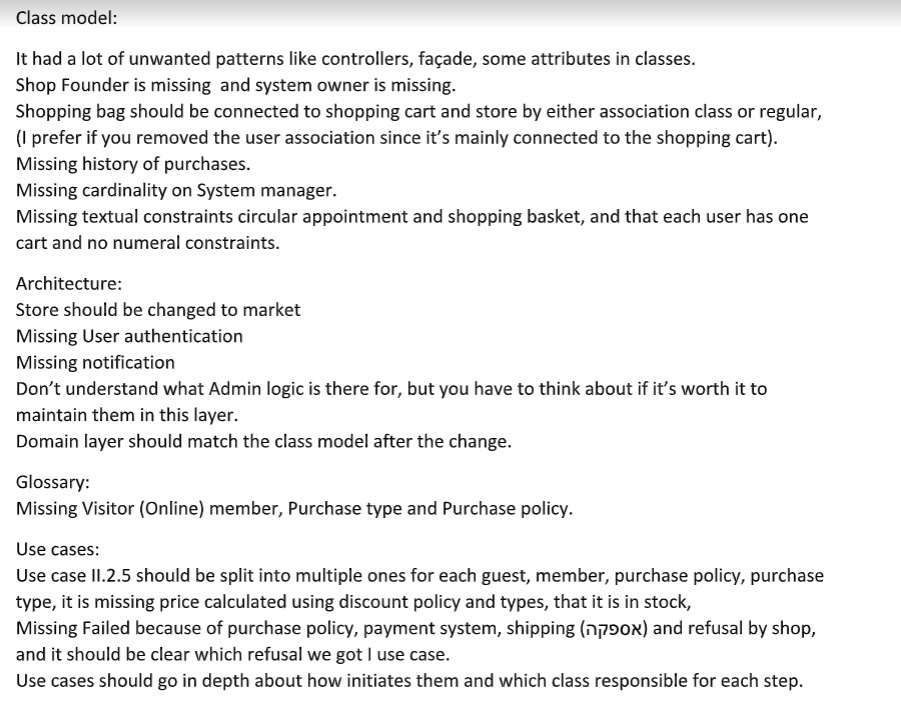 Class model:
It had a lot of unwanted patterns like controllers, façade, some attributes in classes.
Shop Founder is missing  and system owner is missing.
Shopping bag should be connected to shopping cart and store by either association class or regular,
(I prefer if you removed the user association since it’s mainly connected to the shopping cart).
Missing history of purchases.
Missing cardinality on System manager.
Missing textual constraints circular appointment and shopping basket, and that each user has one
cart and no numeral constraints.
Architecture:
Store should be changed to market
Missing User authentication
Missing notification
Don’t understand what Admin logic is there for, but you have to think about if it’s worth it to
maintain them in this layer.
Domain layer should match the class model after the change.
Glossary:
Missing Visitor (Online) member, Purchase type and Purchase policy.
Use cases:
Use case II.2.5 should be split into multiple ones for each guest, member, purchase policy, purchase
type, it is missing price calculated using discount policy and types, that it is in stock,
Missing Failed because of purchase policy, payment system, shipping (אספקה) and refusal by shop,
and it should be clear which refusal we got I use case.
Use cases should go in depth about how initiates them and which class responsible for each step.